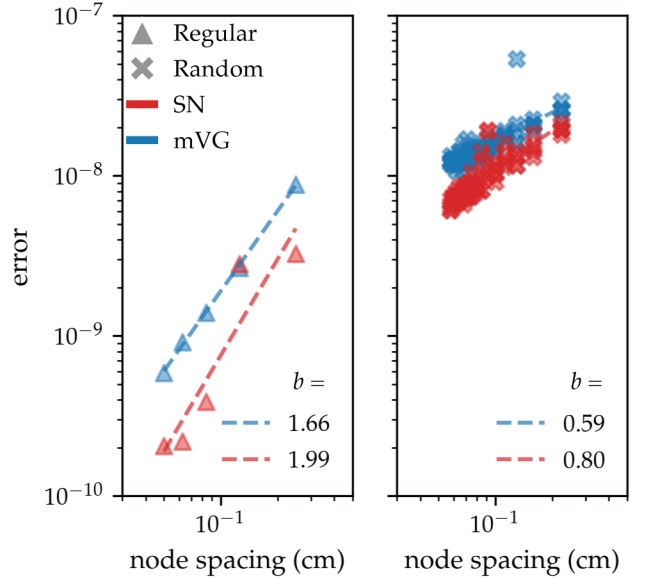 10⁻⁷
10⁻⁸
10⁻⁹
10⁻¹⁰
error
Regular
Random
SN
mVG
b =
1.66
1.99
10⁻¹
node spacing (cm)
b =
0.59
0.80
10⁻¹
node spacing (cm)